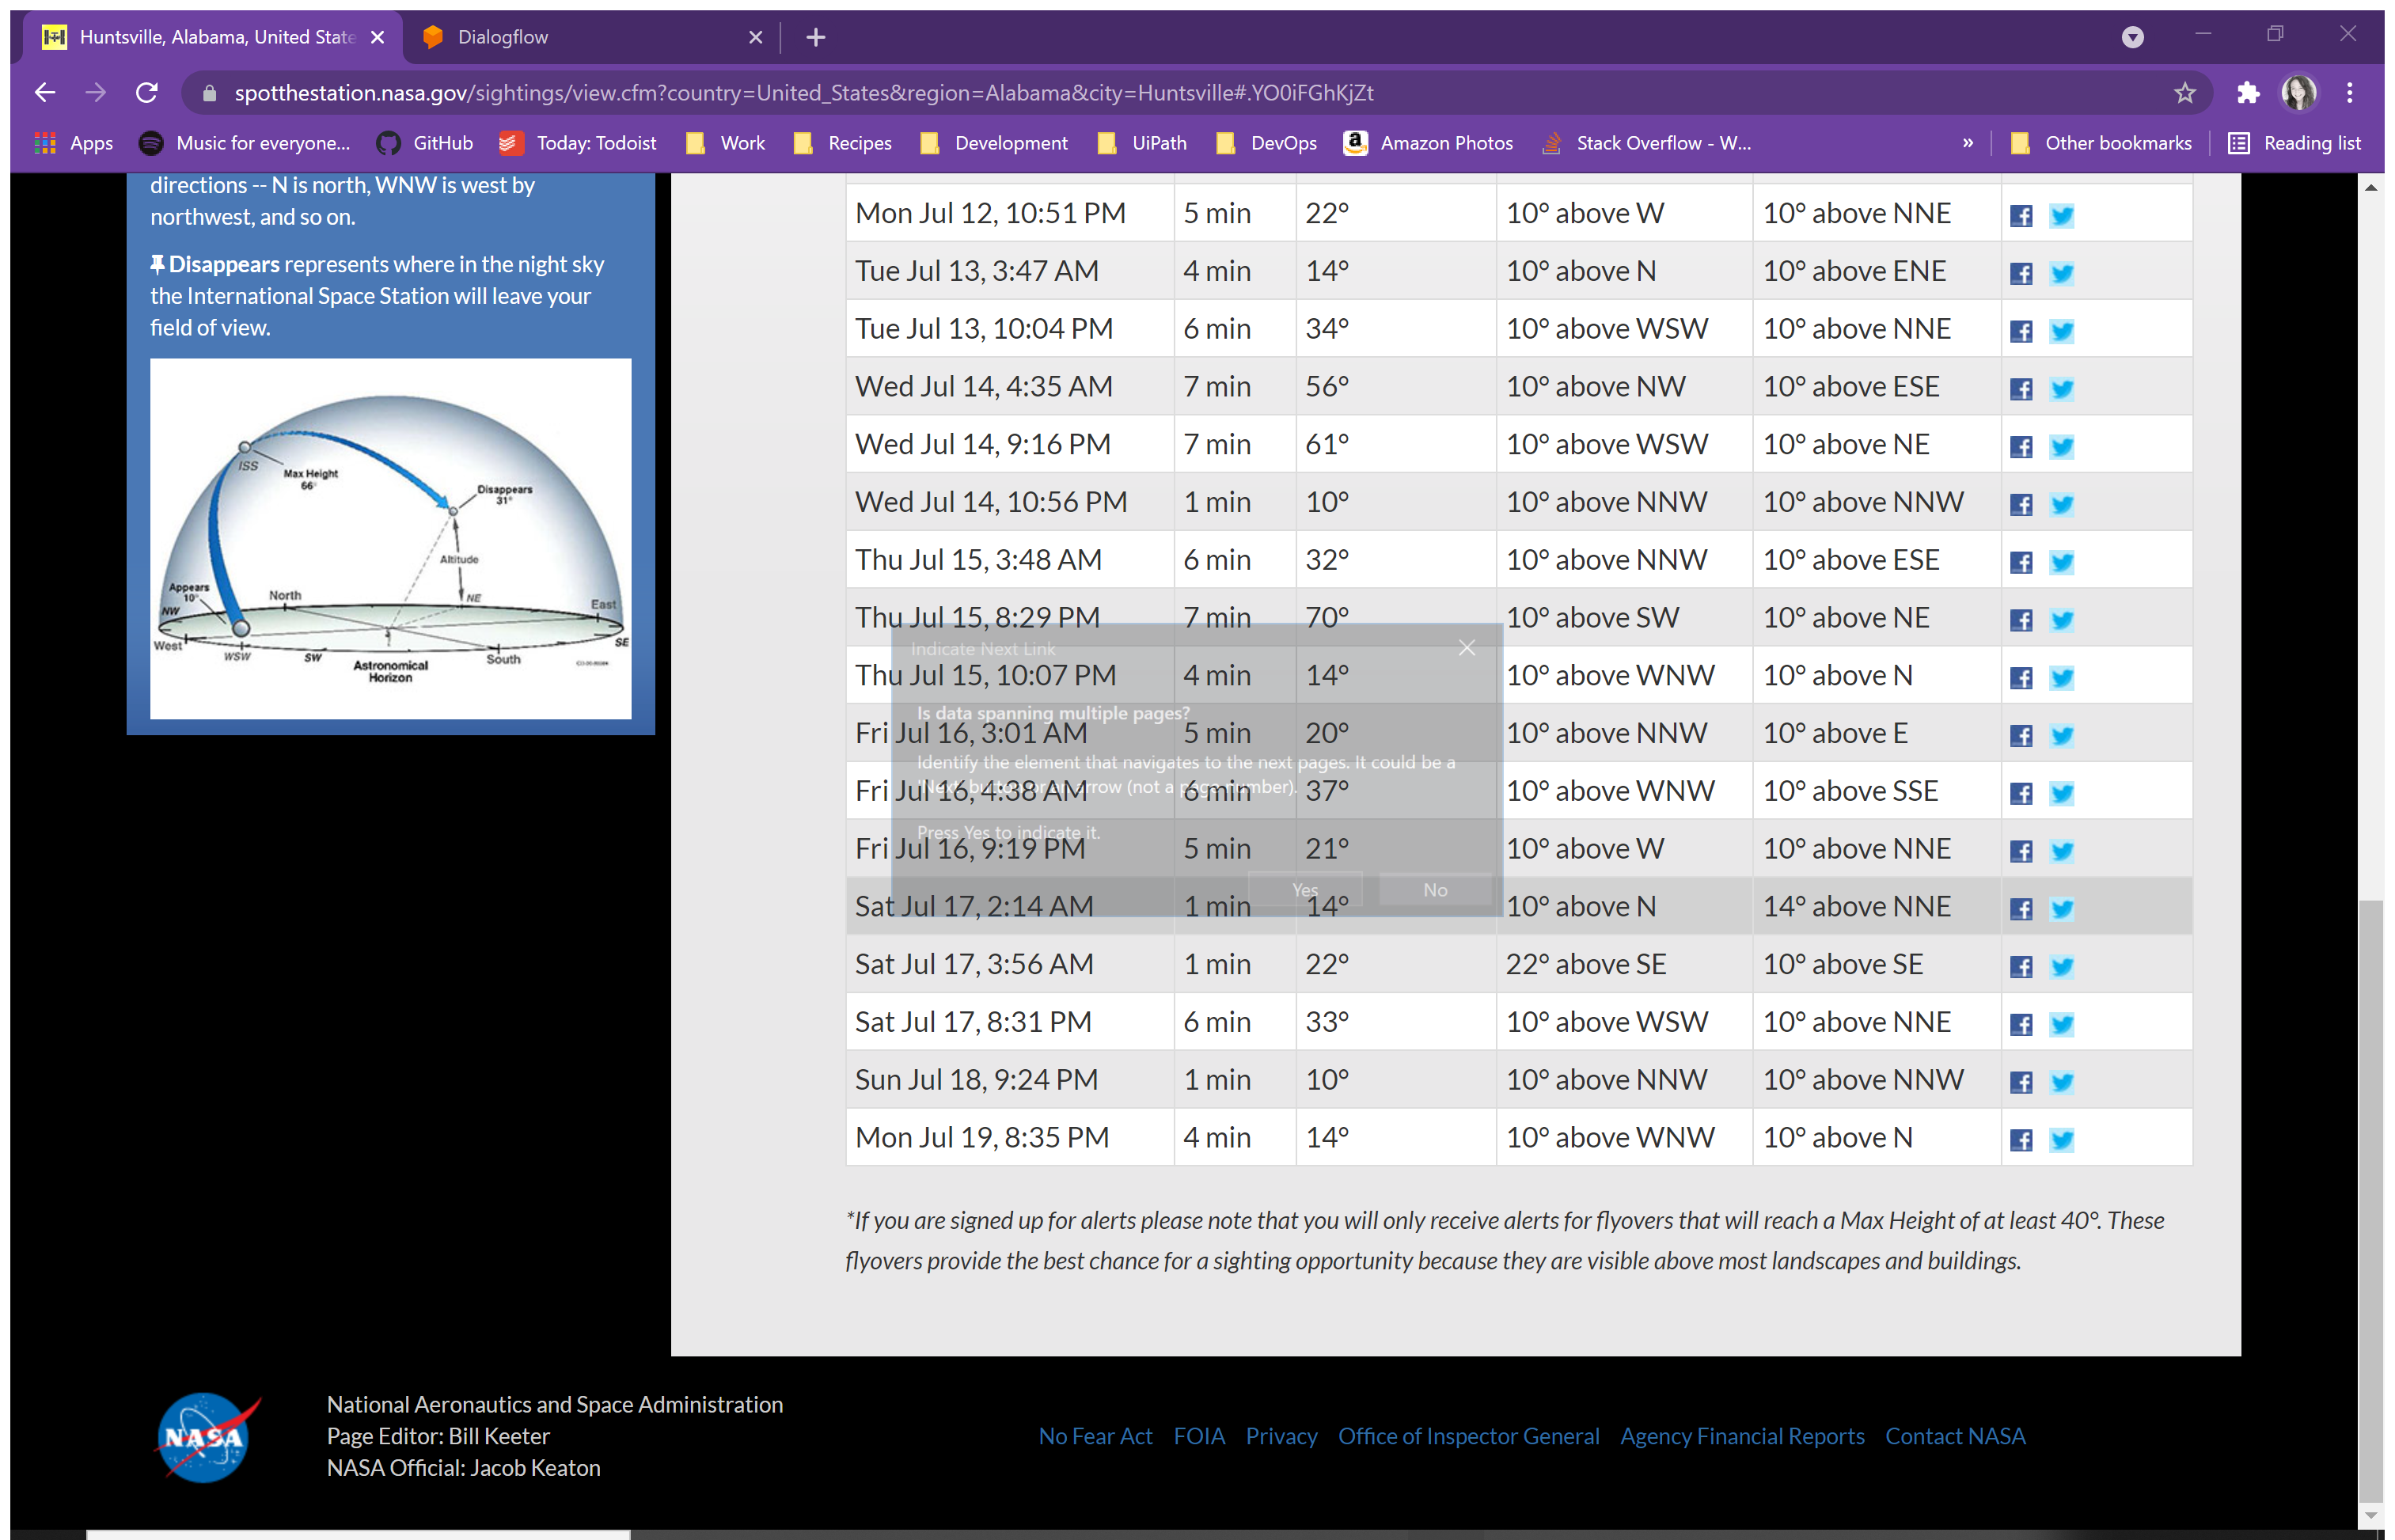 Huntsville, Alabama, United State
Dialogflow
spotthestation.nasa.gov/sightings/view.cfm?country=United_States&region=Alabama&city=Huntsville#.YO0iFGhKjZt
Apps Music for everyone... GitHub Today: Todoist Work Recipes Development UiPath DevOps Amazon Photos Stack Overflow - W... » Other bookmarks Reading list
directions -- N is north, WNW is west by
northwest, and so on.
Disappears represents where in the night sky
the International Space Station will leave your
field of view.
ISS
Max Height
66°
Disappears
31°
Altitude
Appears
10°
NW
North
NE
East
West
WSW
SW
Astronomical
Horizon
South
SE
Mon Jul 12, 10:51 PM 5 min 22° 10° above W 10° above NNE
Tue Jul 13, 3:47 AM 4 min 14° 10° above N 10° above ENE
Tue Jul 13, 10:04 PM 6 min 34° 10° above WSW 10° above NNE
Wed Jul 14, 4:35 AM 7 min 56° 10° above NW 10° above ESE
Wed Jul 14, 9:16 PM 7 min 61° 10° above WSW 10° above NE
Wed Jul 14, 10:56 PM 1 min 10° 10° above NNW 10° above NNW
Thu Jul 15, 3:48 AM 6 min 32° 10° above NNW 10° above ESE
Thu Jul 15, 8:29 PM 7 min 70° 10° above SW 10° above NE
Thu Jul 15, 10:07 PM 4 min 14° 10° above WNW 10° above N
Fri Jul 16, 3:01 AM 5 min 20° 10° above NNW 10° above E
Fri Jul 16, 4:38 AM 6 min 37° 10° above WNW 10° above SSE
Fri Jul 16, 9:19 PM 5 min 21° 10° above W 10° above NNE
Sat Jul 17, 2:14 AM 1 min 14° 10° above N 14° above NNE
Sat Jul 17, 3:56 AM 1 min 22° 22° above SE 10° above SE
Sat Jul 17, 8:31 PM 6 min 33° 10° above WSW 10° above NNE
Sun Jul 18, 9:24 PM 1 min 10° 10° above NNW 10° above NNW
Mon Jul 19, 8:35 PM 4 min 14° 10° above WNW 10° above N
Indicate Next Link
Is data spanning multiple pages?
Identify the element that navigates to the next pages. It could be a
'Next' button or an arrow (not a page number).
Press Yes to indicate it.
Yes No
*If you are signed up for alerts please note that you will only receive alerts for flyovers that will reach a Max Height of at least 40°. These
flyovers provide the best chance for a sighting opportunity because they are visible above most landscapes and buildings.
NASA
National Aeronautics and Space Administration
Page Editor: Bill Keeter
NASA Official: Jacob Keaton
No Fear Act FOIA Privacy Office of Inspector General Agency Financial Reports Contact NASA